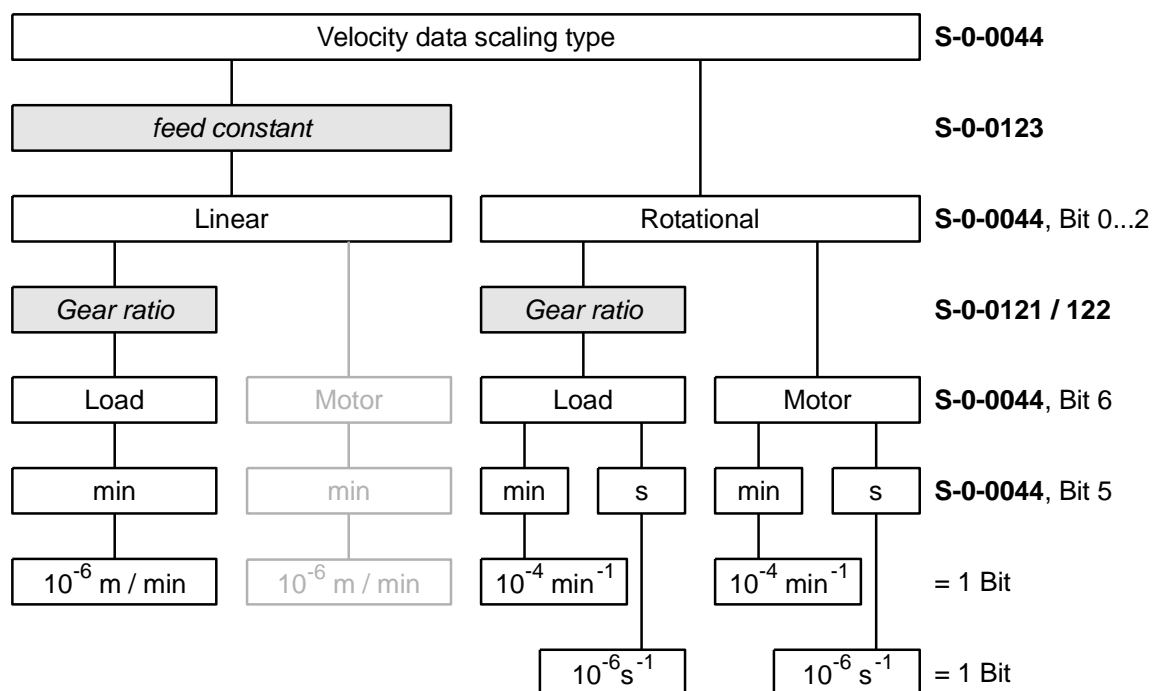 Velocity data scaling type S-0-0044
feed constant S-0-0123
Linear Rotational S-0-0044, Bit 0...2
Gear ratio Gear ratio S-0-0121 / 122
Load Motor Load Motor S-0-0044, Bit 6
min min min s min s S-0-0044, Bit 5
10⁻⁶ m / min 10⁻⁶ m / min 10⁻⁴ min⁻¹ 10⁻⁴ min⁻¹ = 1 Bit
10⁻⁶ s⁻¹ 10⁻⁶ s⁻¹ = 1 Bit